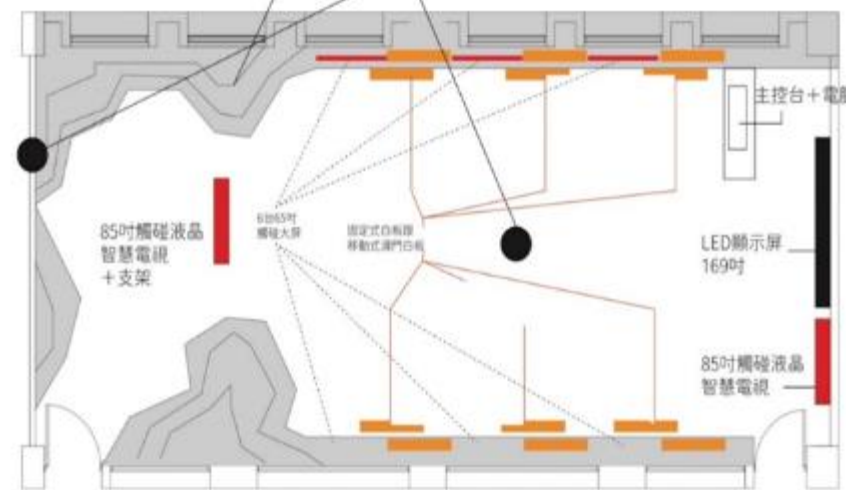 主控台＋電腦
85吋觸碰液晶
智慧電視
＋支架
6台65吋
觸碰大屏
固定式白板跟
移動式滑門白板
LED顯示屏
169吋
85吋觸碰液晶
智慧電視